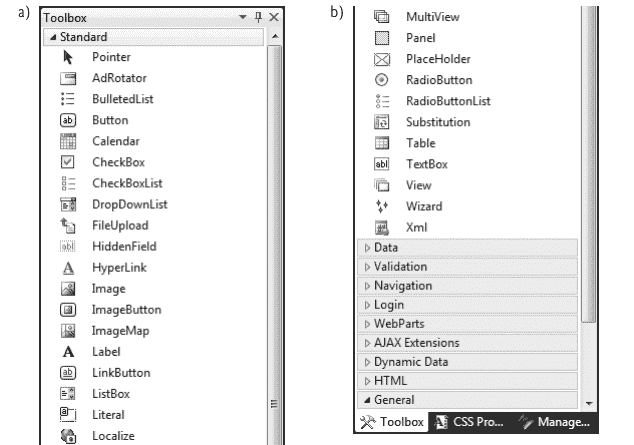 a)
Toolbox
Standard
Pointer
AdRotator
BulletedList
Button
Calendar
CheckBox
CheckBoxList
DropDownList
FileUpload
HiddenField
HyperLink
Image
ImageButton
ImageMap
Label
LinkButton
ListBox
Literal
Localize
b)
MultiView
Panel
PlaceHolder
RadioButton
RadioButtonList
Substitution
Table
TextBox
View
Wizard
Xml
Data
Validation
Navigation
Login
WebParts
AJAX Extensions
Dynamic Data
HTML
General
Toolbox CSS Pro... Manage...